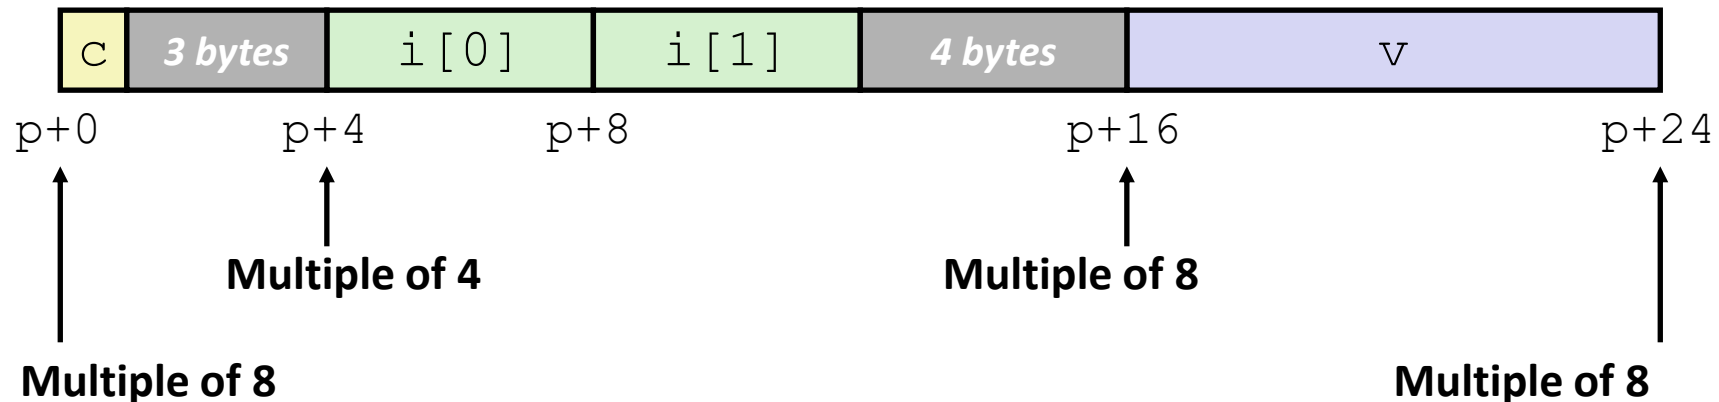 c 3 bytes i[0] i[1] 4 bytes v
p+0 p+4 p+8 p+16 p+24
Multiple of 4 Multiple of 8
Multiple of 8 Multiple of 8